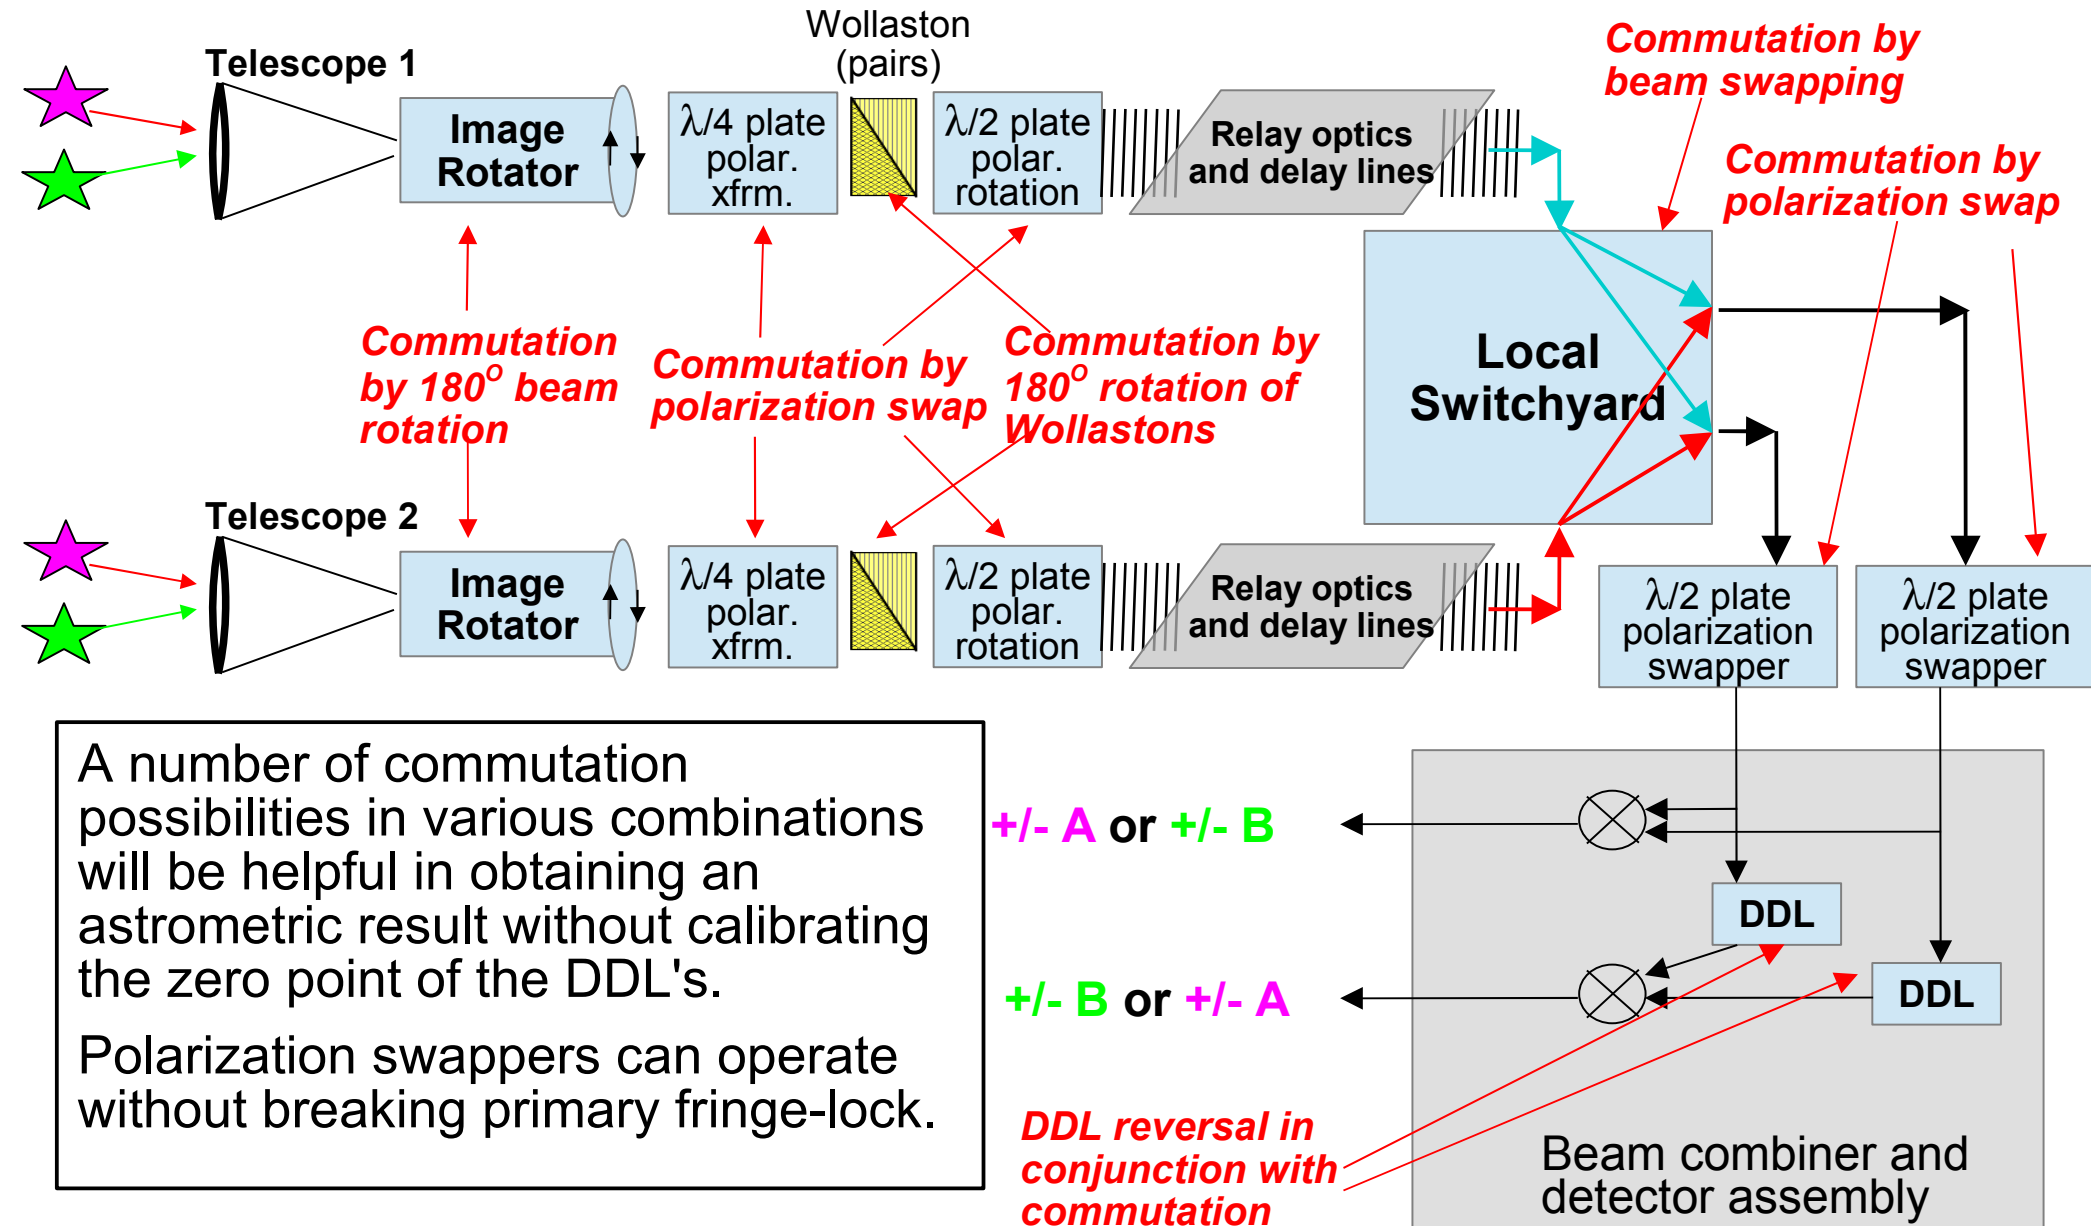 Wollaston
(pairs)
Commutation by
beam swapping
Telescope 1
Image
Rotator
λ/4 plate
polar.
xfrm.
λ/2 plate
polar.
rotation
Relay optics
and delay lines
Commutation by
polarization swap
Commutation
by 180° beam
rotation
Commutation by
polarization swap
Commutation by
180° rotation of
Wollastons
Local
Switchyard
Telescope 2
Image
Rotator
λ/4 plate
polar.
xfrm.
λ/2 plate
polar.
rotation
Relay optics
and delay lines
λ/2 plate
polarization
swapper
λ/2 plate
polarization
swapper
A number of commutation
possibilities in various combinations
will be helpful in obtaining an
astrometric result without calibrating
the zero point of the DDL's.
Polarization swappers can operate
without breaking primary fringe-lock.
+/- A or +/- B
DDL
+/- B or +/- A
DDL
DDL reversal in
conjunction with
commutation
Beam combiner and
detector assembly